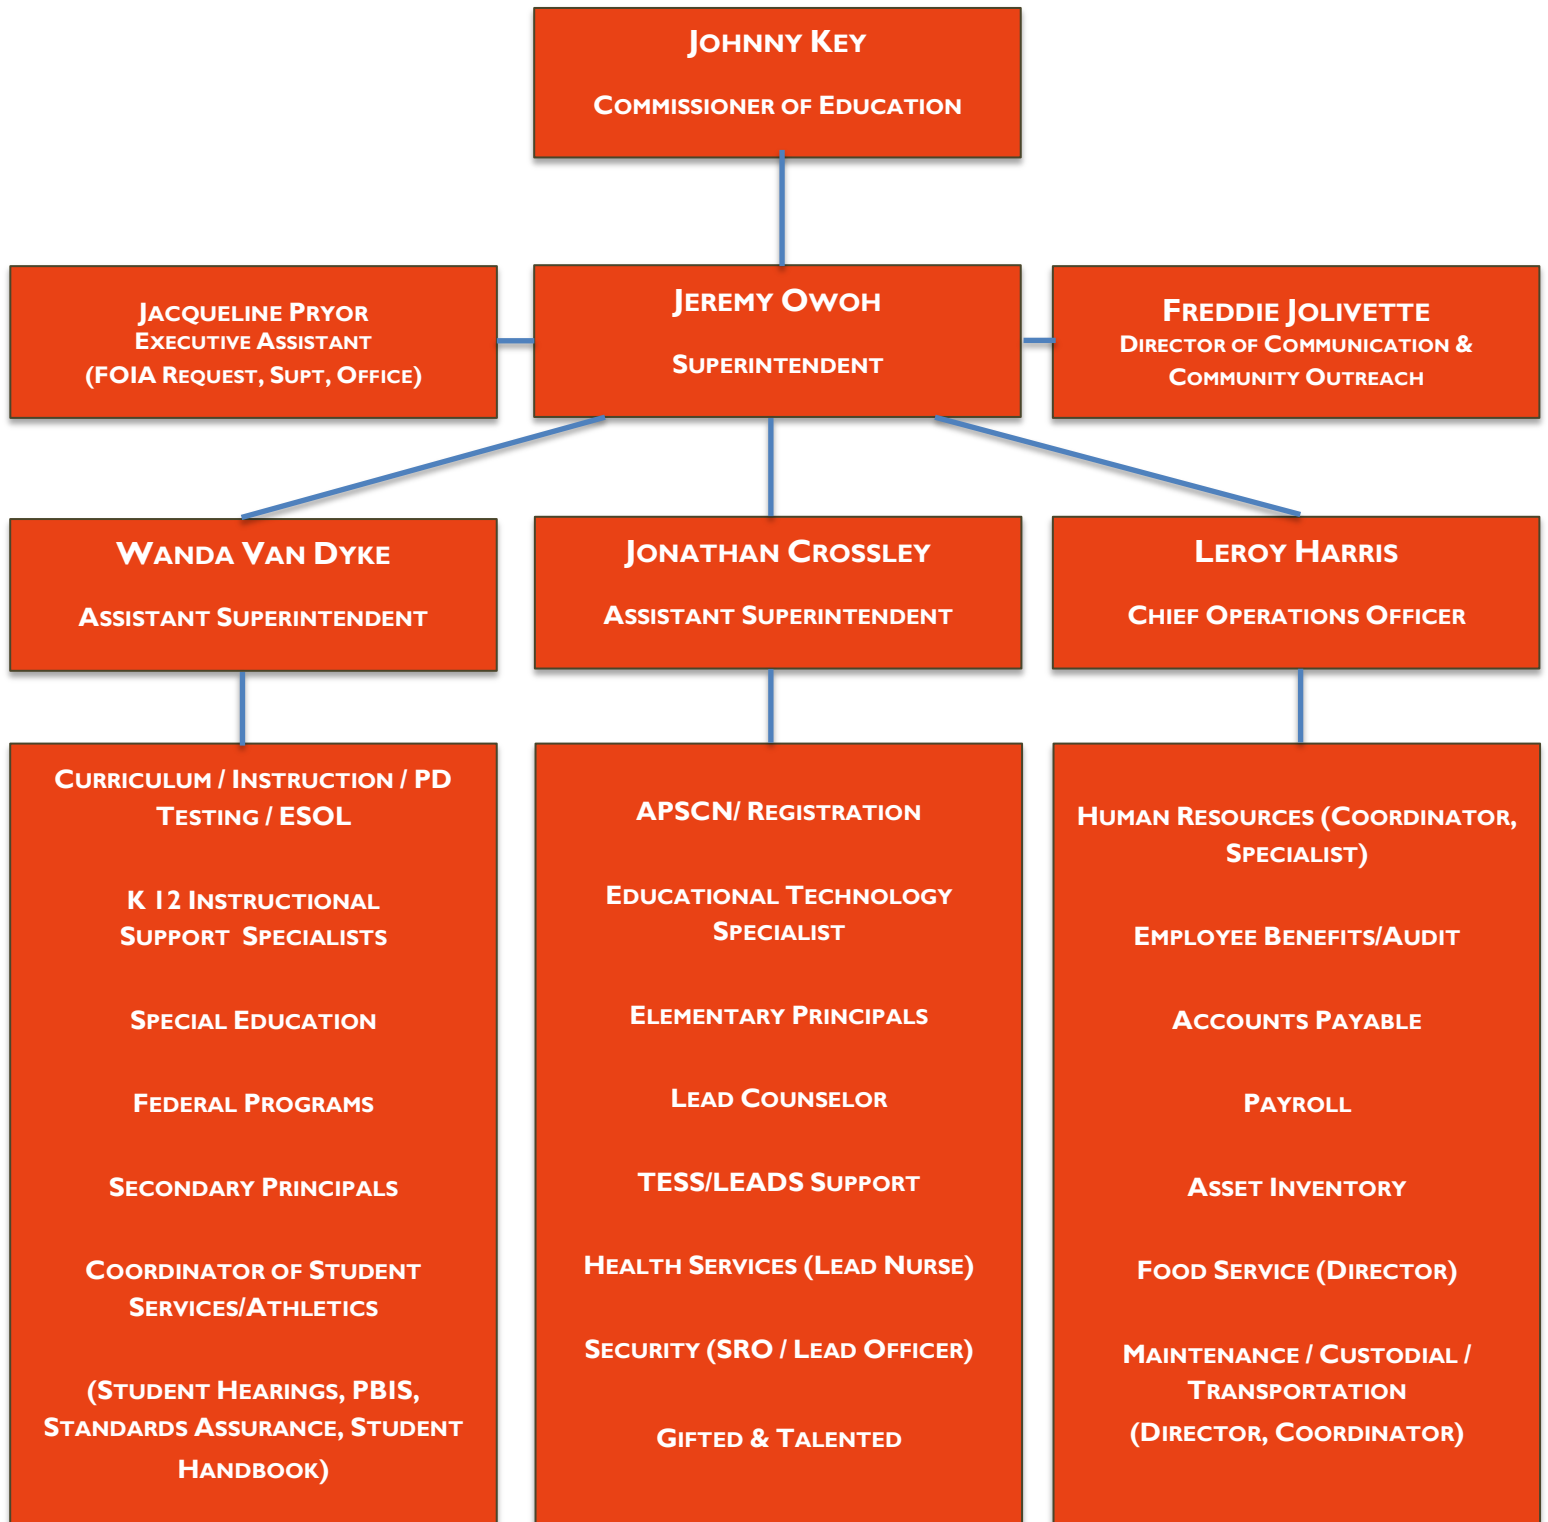 Johnny Key
Commissioner of Education
Jacqueline Pryor
Executive Assistant
(FOIA Request, Supt, Office)
Jeremy Owoh
Superintendent
Freddie Jolivette
Director of Communication &
Community Outreach
Wanda Van Dyke
Assistant Superintendent
Jonathan Crossley
Assistant Superintendent
Leroy Harris
Chief Operations Officer
Curriculum / Instruction / PD
Testing / ESOL
K 12 Instructional
Support Specialists
Special Education
Federal Programs
Secondary Principals
Coordinator of Student
Services/Athletics
(Student Hearings, PBIS,
Standards Assurance, Student
Handbook)
APSCN/ Registration
Educational Technology
Specialist
Elementary Principals
Lead Counselor
TESS/LEADS Support
Health Services (Lead Nurse)
Security (SRO / Lead Officer)
Gifted & Talented
Human Resources (Coordinator,
Specialist)
Employee Benefits/Audit
Accounts Payable
Payroll
Asset Inventory
Food Service (Director)
Maintenance / Custodial /
Transportation
(Director, Coordinator)